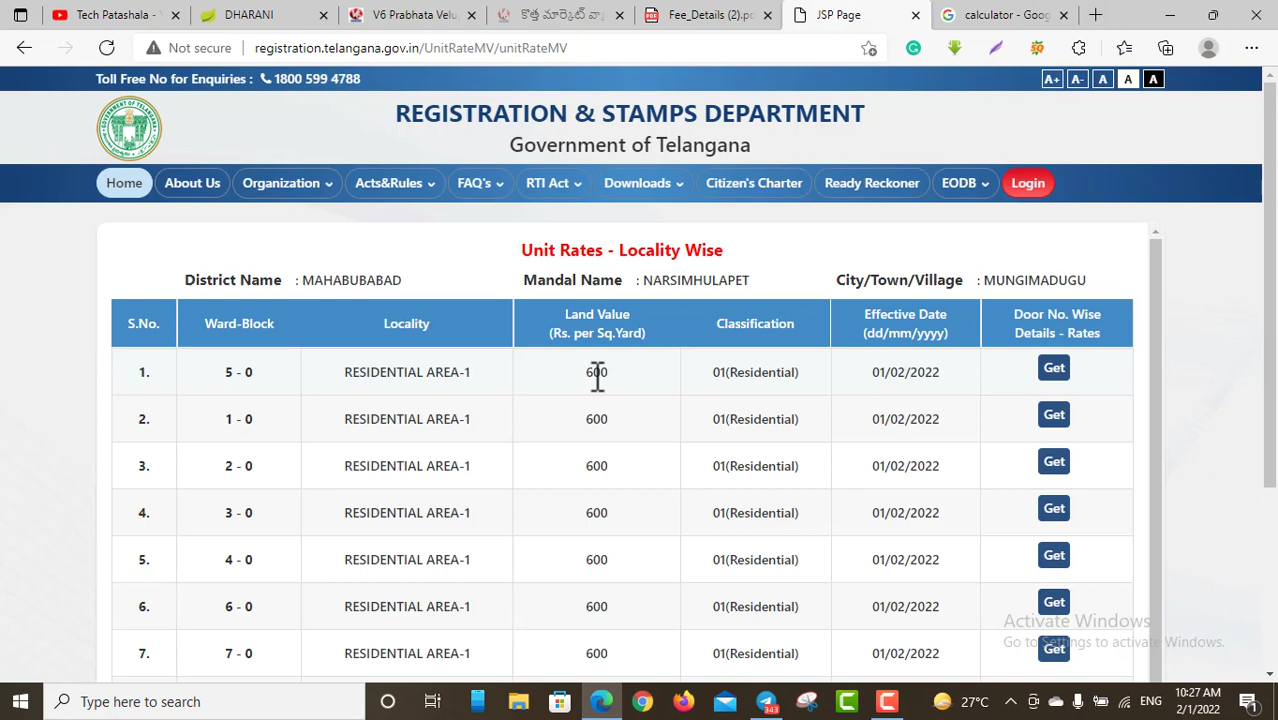 Tech Patashala -
DHARANI
V6 Prabhata Velu
కొత్త మార్కెట్ వ్యా
Fee_Details (2).p
JSP Page
calculator - Goog
Not secure
registration.telangana.gov.in/UnitRateMV/unitRateMV
Toll Free No for Enquiries : 1800 599 4788
A+ A- A A A
REGISTRATION & STAMPS DEPARTMENT
Government of Telangana
Home About Us Organization Acts&Rules FAQ's RTI Act Downloads Citizen's Charter Ready Reckoner EODB Login
Unit Rates - Locality Wise
District Name : MAHABUBABAD Mandal Name : NARSIMHULAPET City/Town/Village : MUNGIMADUGU
S.No. Ward-Block Locality Land Value (Rs. per Sq.Yard) Classification Effective Date (dd/mm/yyyy) Door No. Wise Details - Rates
1. 5 - 0 RESIDENTIAL AREA-1 600 01(Residential) 01/02/2022 Get
2. 1 - 0 RESIDENTIAL AREA-1 600 01(Residential) 01/02/2022 Get
3. 2 - 0 RESIDENTIAL AREA-1 600 01(Residential) 01/02/2022 Get
4. 3 - 0 RESIDENTIAL AREA-1 600 01(Residential) 01/02/2022 Get
5. 4 - 0 RESIDENTIAL AREA-1 600 01(Residential) 01/02/2022 Get
6. 6 - 0 RESIDENTIAL AREA-1 600 01(Residential) 01/02/2022 Get
7. 7 - 0 RESIDENTIAL AREA-1 600 01(Residential) 01/02/2022 Get
Activate Windows
Go to Settings to activate Windows.
Type here to search
343
27°C
ENG
10:27 AM
2/1/2022
1